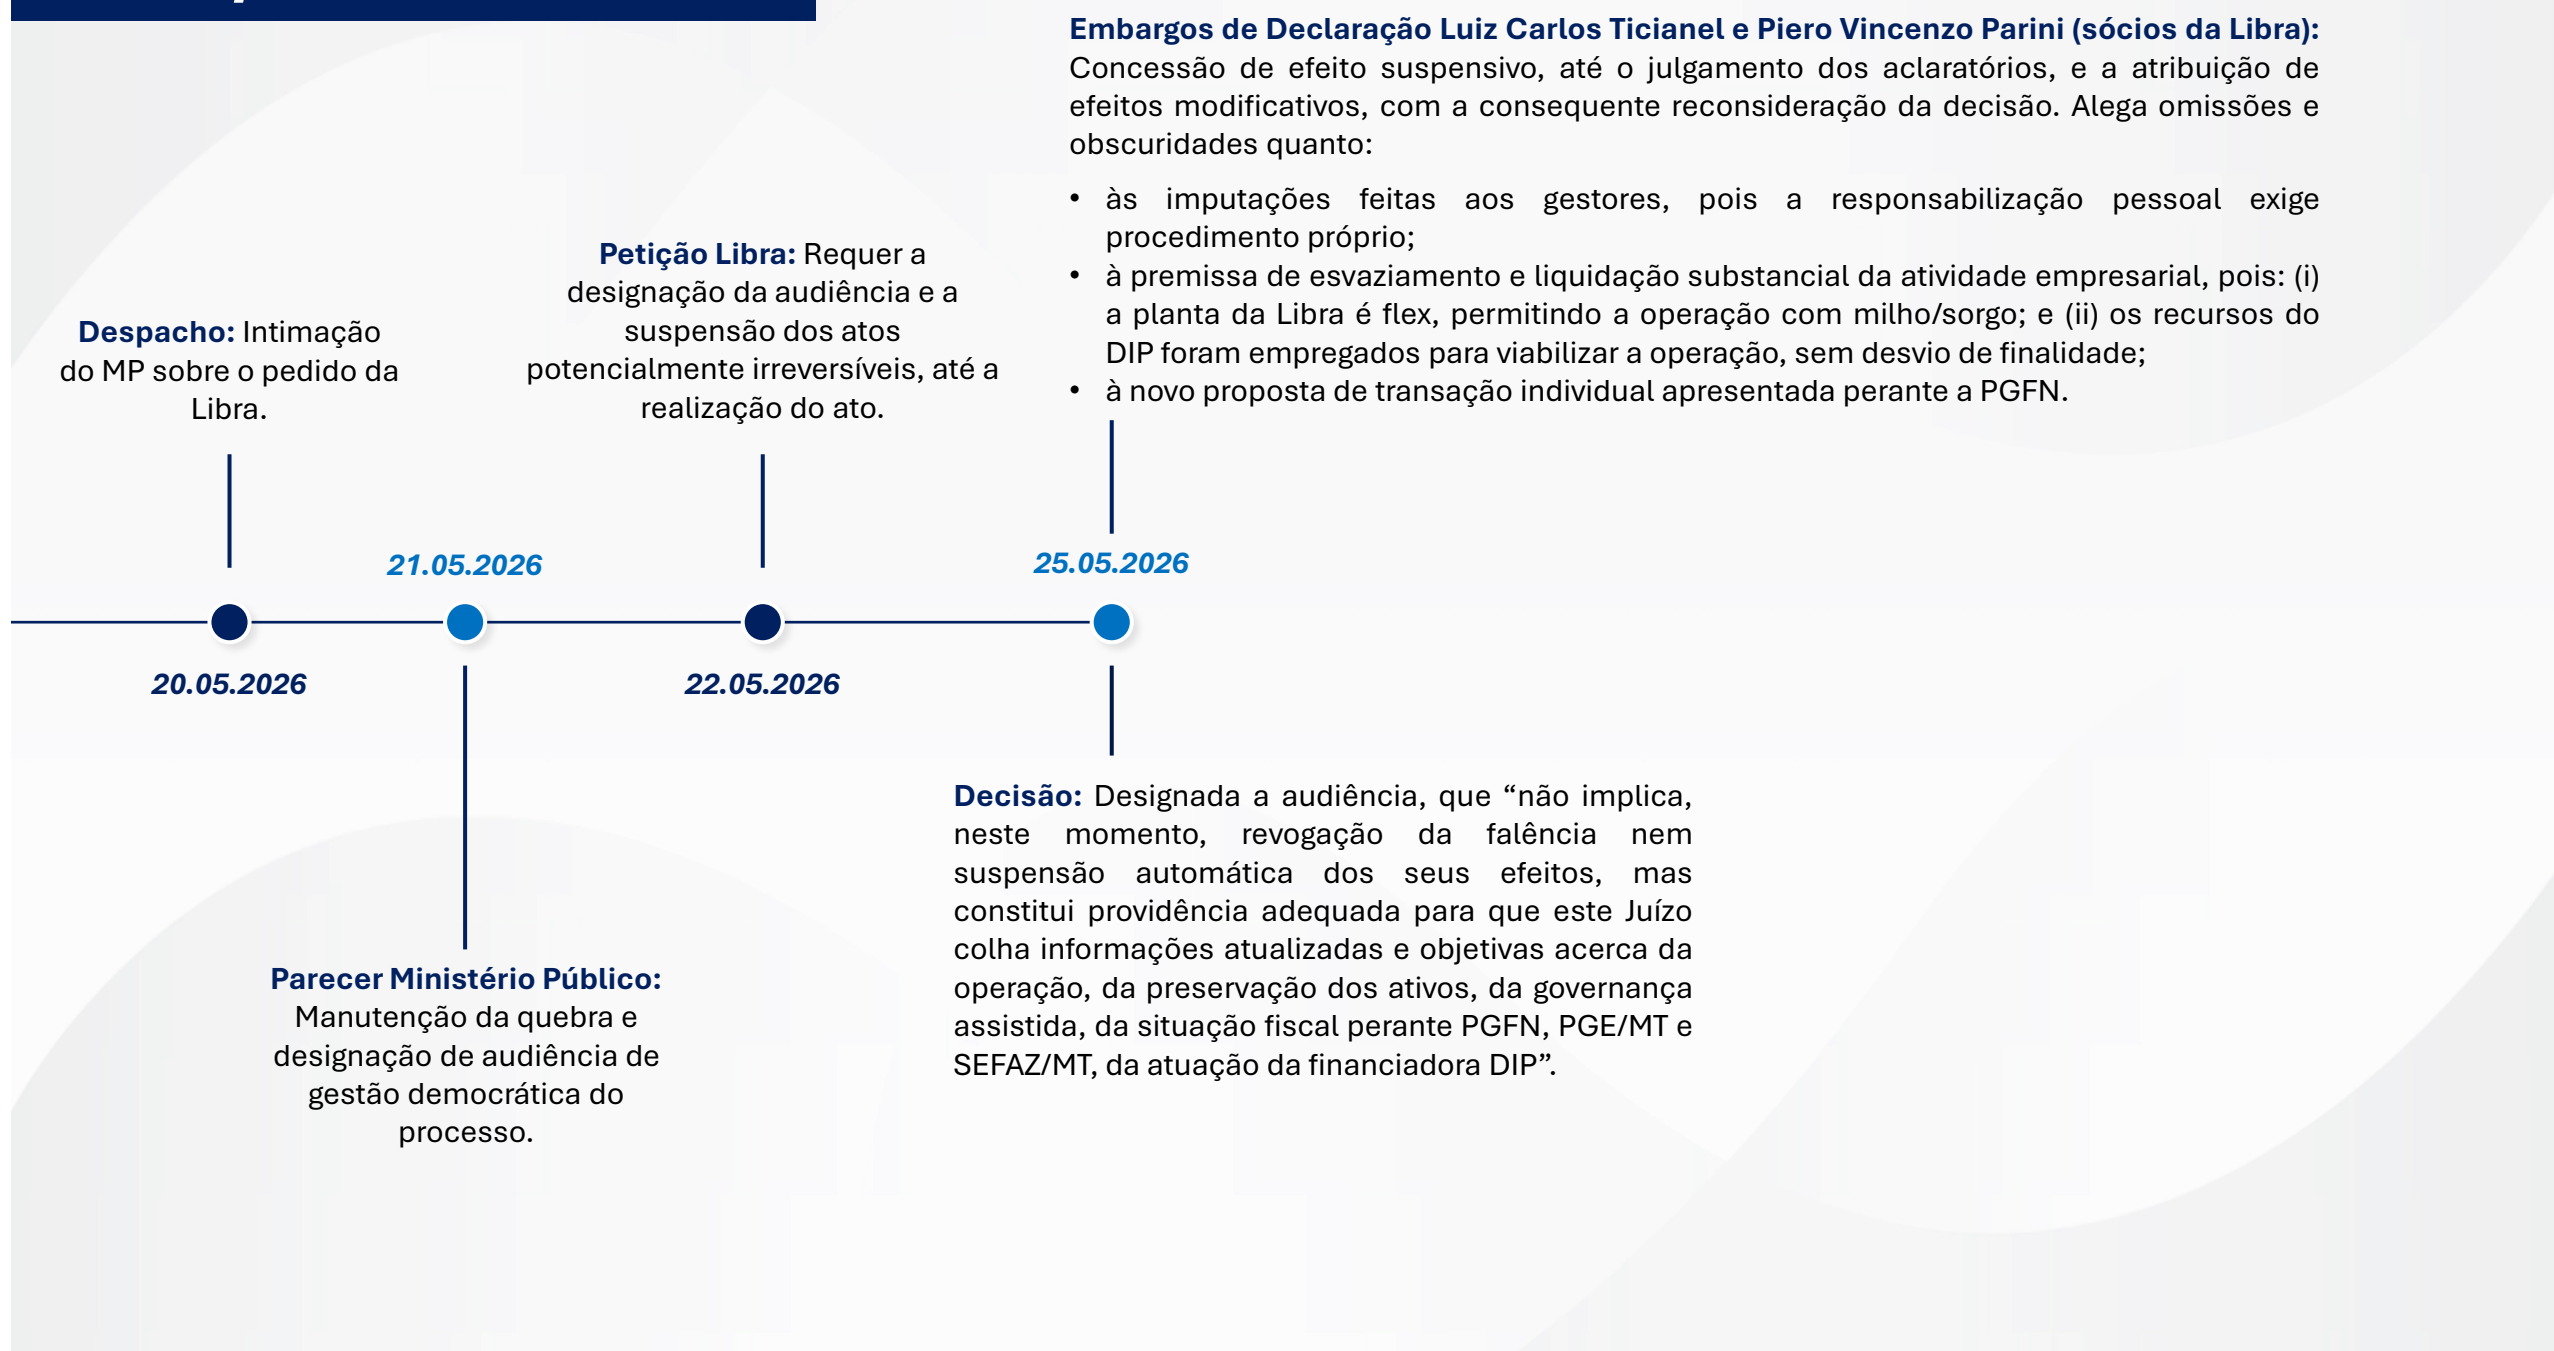 Embargos de Declaração Luiz Carlos Ticianel e Piero Vincenzo Parini (sócios da Libra):
Concessão de efeito suspensivo, até o julgamento dos aclaratórios, e a atribuição de
efeitos modificativos, com a consequente reconsideração da decisão. Alega omissões e
obscuridades quanto:
• às imputações feitas aos gestores, pois a responsabilização pessoal exige
procedimento próprio;
• à premissa de esvaziamento e liquidação substancial da atividade empresarial, pois: (i)
a planta da Libra é flex, permitindo a operação com milho/sorgo; e (ii) os recursos do
DIP foram empregados para viabilizar a operação, sem desvio de finalidade;
• à novo proposta de transação individual apresentada perante a PGFN.
Petição Libra: Requer a
designação da audiência e a
suspensão dos atos
potencialmente irreversíveis, até a
realização do ato.
Despacho: Intimação
do MP sobre o pedido da
Libra.
21.05.2026
25.05.2026
20.05.2026
22.05.2026
Decisão: Designada a audiência, que “não implica,
neste momento, revogação da falência nem
suspensão automática dos seus efeitos, mas
constitui providência adequada para que este Juízo
colha informações atualizadas e objetivas acerca da
operação, da preservação dos ativos, da governança
assistida, da situação fiscal perante PGFN, PGE/MT e
SEFAZ/MT, da atuação da financiadora DIP”.
Parecer Ministério Público:
Manutenção da quebra e
designação de audiência de
gestão democrática do
processo.